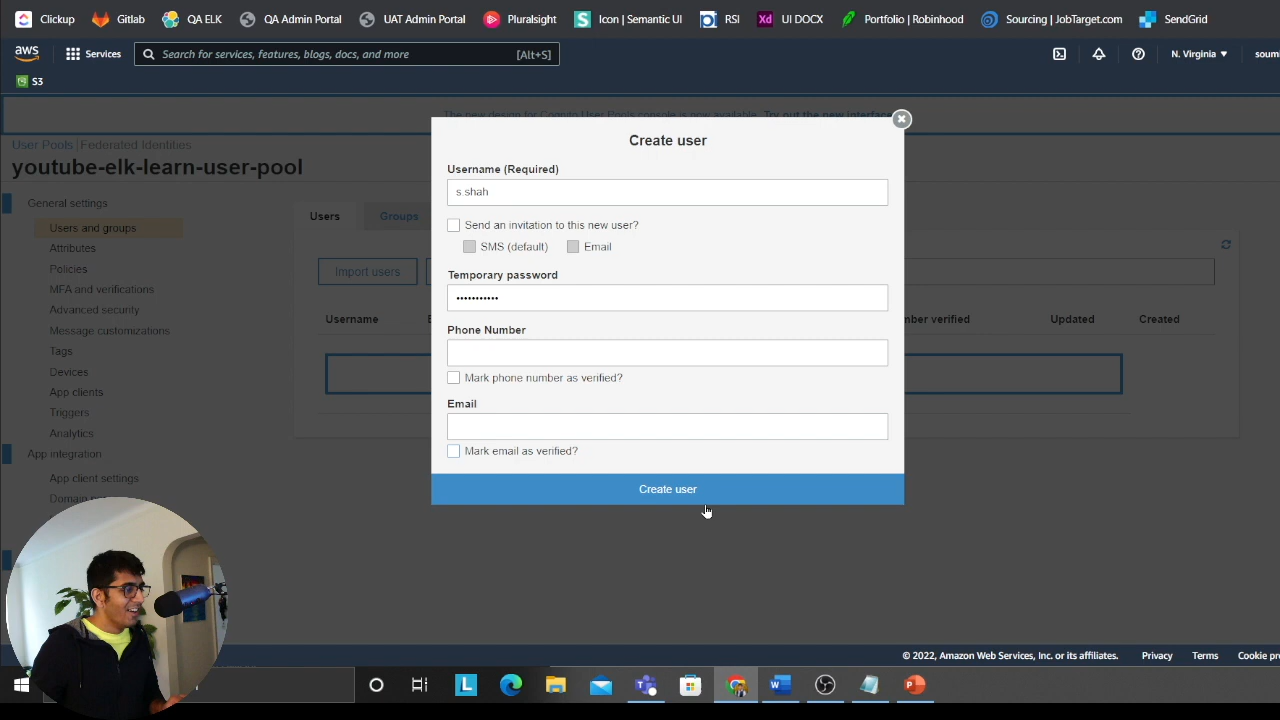 Clickup Gitlab QA ELK QA Admin Portal UAT Admin Portal Pluralsight Icon | Semantic UI RSI UI DOCX Portfolio | Robinhood Sourcing | JobTarget.com SendGrid
aws Services Search for services, features, blogs, docs, and more [Alt+S] N. Virginia
S3
The new design for Cognito User Pools console is now available. Try out the new interface
User Pools | Federated Identities
youtube-elk-learn-user-pool
General settings
Users and groups
Attributes
Policies
MFA and verifications
Advanced security
Message customizations
Tags
Devices
App clients
Triggers
Analytics
App integration
App client settings
Domain
Users Groups
Import users
Username
verified Updated Created
Create user
Username (Required)
s.shah
Send an invitation to this new user?
SMS (default) Email
Temporary password
•••••••••••
Phone Number
Mark phone number as verified?
Email
Mark email as verified?
Create user
© 2022, Amazon Web Services, Inc. or its affiliates. Privacy Terms Cookie